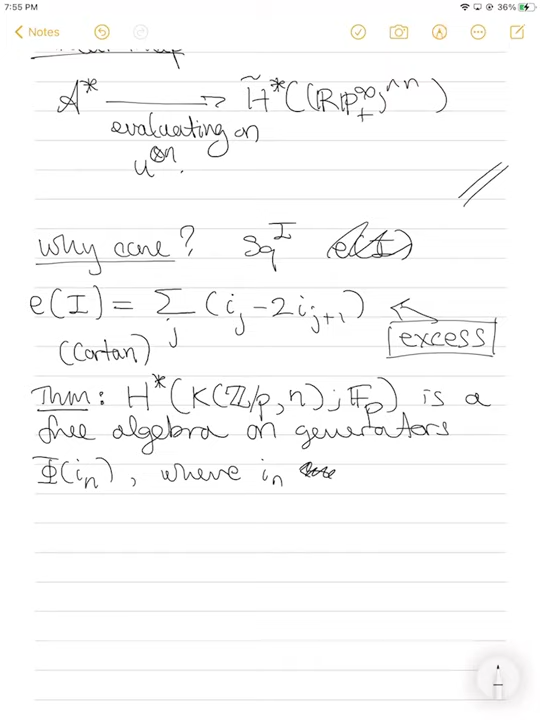 7:55 PM 36%
Notes
A* ⟶ H̃*((RP^∞_+)^∧n)
evaluating on
u^⊗n.
why care? Sq^I e(I)
e(I) = Σ_j (i_j - 2i_{j+1})
excess
(Cartan)
Thm: H*(K(ℤ/p, n); F_p) is a
free algebra on generators
Φ(i_n), where i_n